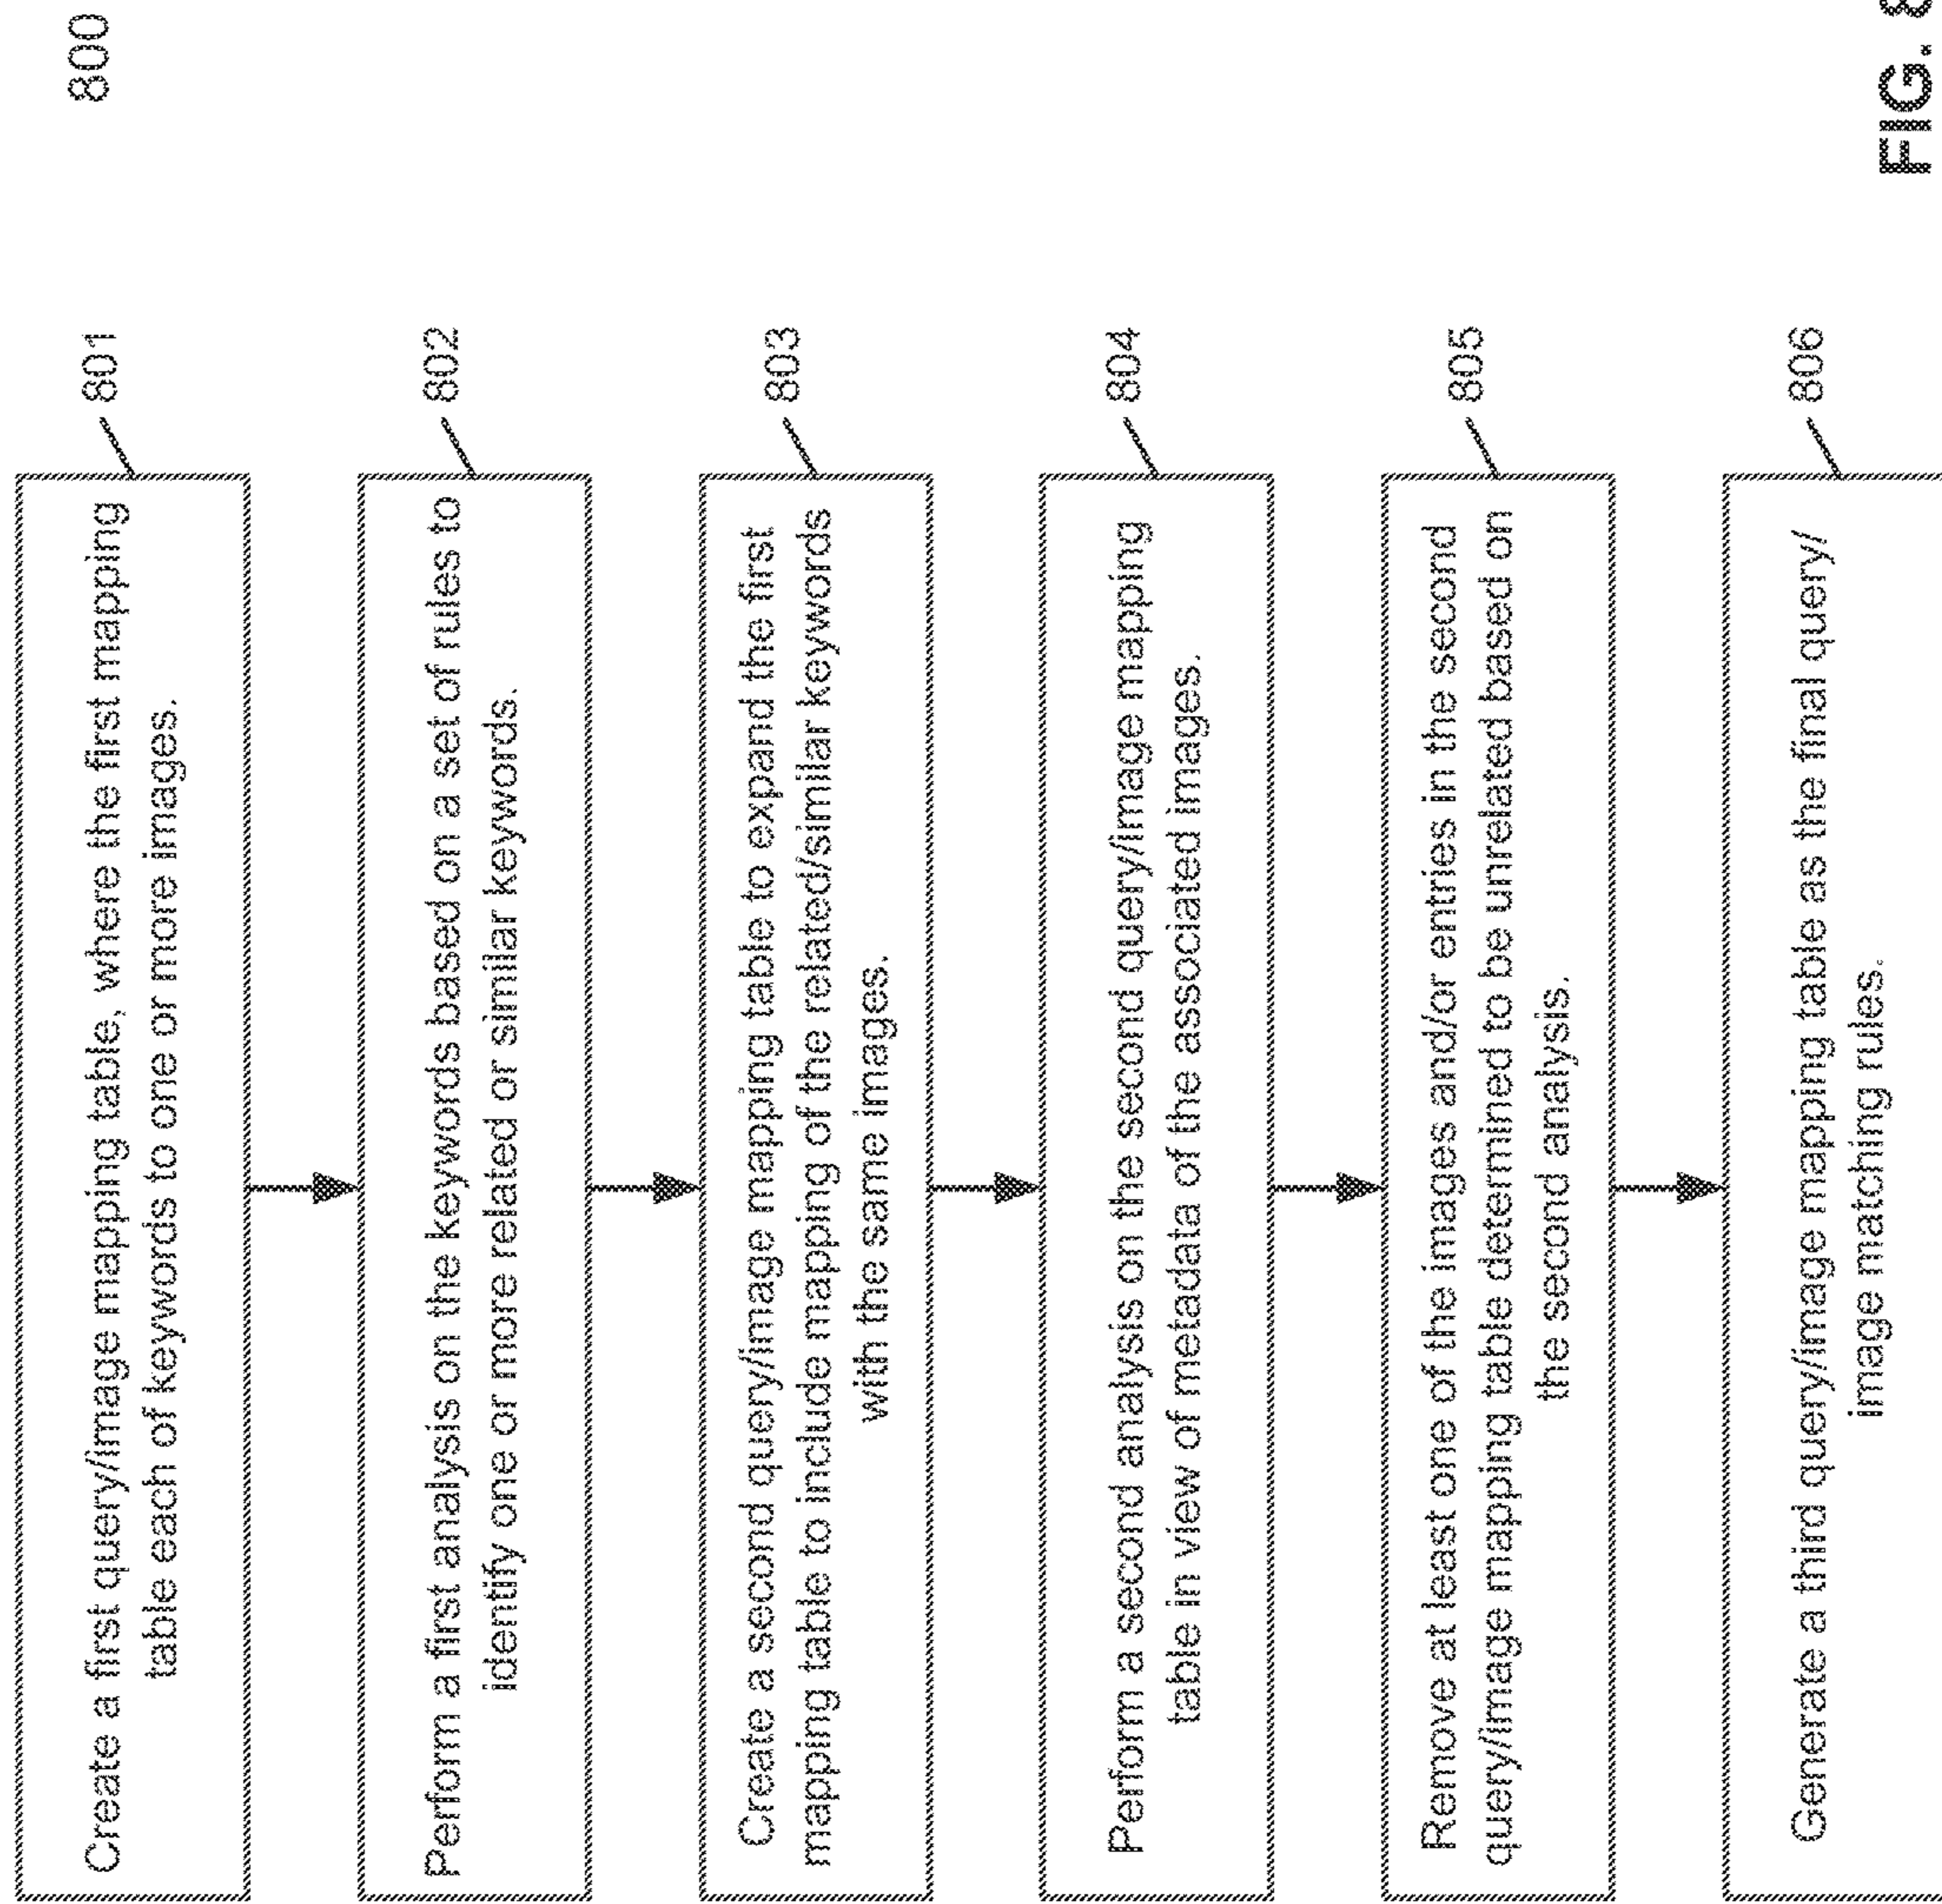 800
Create a first query/image mapping table, where the first mapping
table each of keywords to one or more images.
801
Perform a first analysis on the keywords based on a set of rules to
identify one or more related or similar keywords.
802
Create a second query/image mapping table to expand the first
mapping table to include mapping of the related/similar keywords
with the same images.
803
Perform a second analysis on the second query/image mapping
table in view of metadata of the associated images.
804
Remove at least one of the images and/or entries in the second
query/image mapping table determined to be unrelated based on
the second analysis.
805
Generate a third query/image mapping table as the final query/
image matching rules.
806
FIG. 8